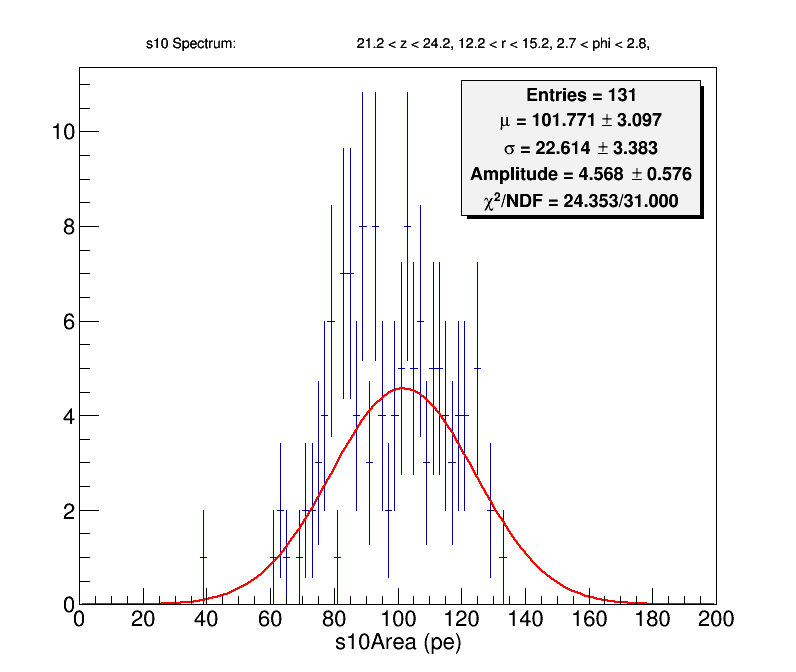 s10 Spectrum: 21.2 < z < 24.2, 12.2 < r < 15.2, 2.7 < phi < 2.8,
Entries = 131
μ = 101.771 ± 3.097
σ = 22.614 ± 3.383
Amplitude = 4.568 ± 0.576
χ²/NDF = 24.353/31.000
10
8
6
4
2
0
0 20 40 60 80 100 120 140 160 180 200
s10Area (pe)